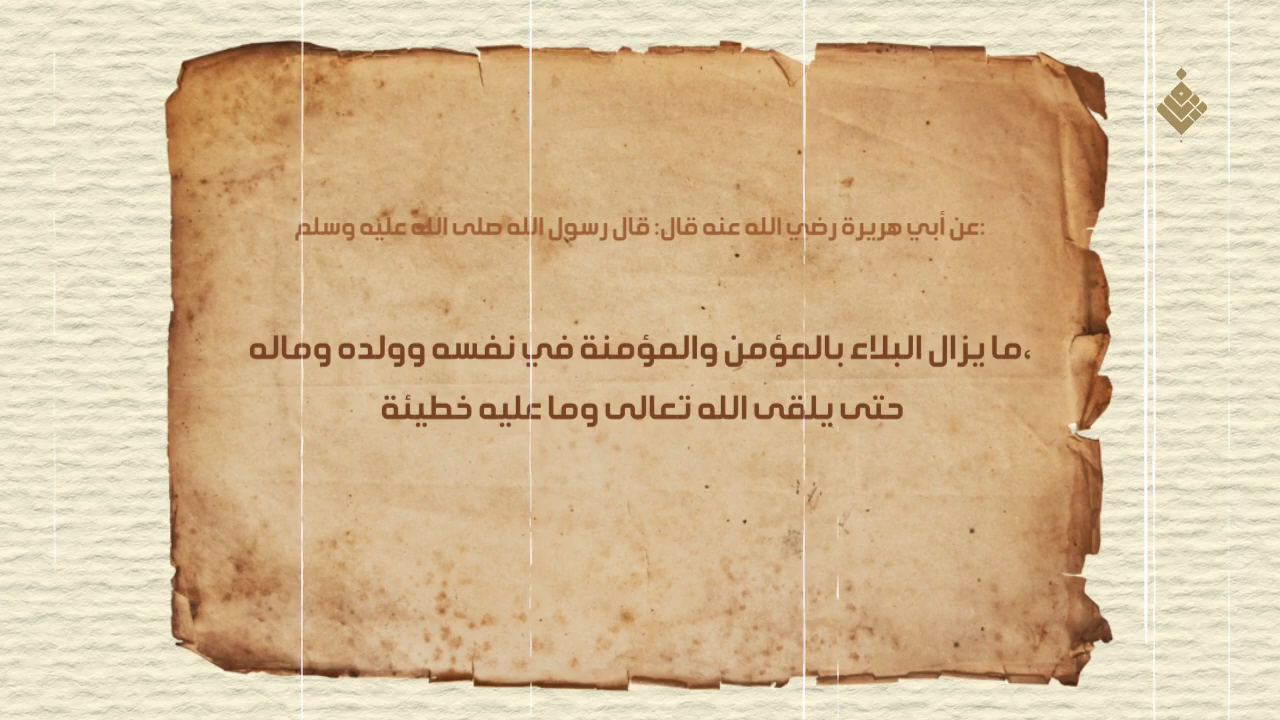 عن أبي هريرة رضي الله عنه قال: قال رسول الله صلى الله عليه وسلم:
ما يزال البلاء بالمؤمن والمؤمنة في نفسه وولده وماله،
حتى يلقى الله تعالى وما عليه خطيئة